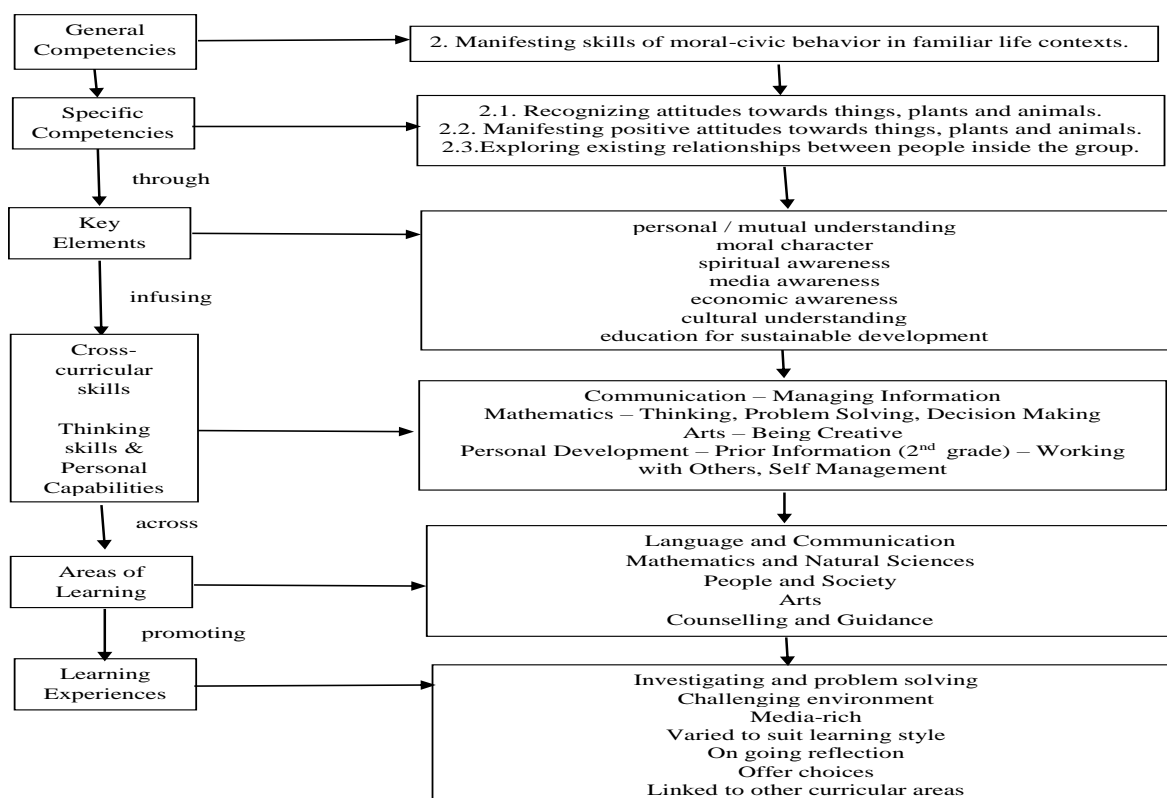 General
Competencies
2. Manifesting skills of moral-civic behavior in familiar life contexts.
Specific
Competencies
2.1. Recognizing attitudes towards things, plants and animals.
2.2. Manifesting positive attitudes towards things, plants and animals.
2.3.Exploring existing relationships between people inside the group.
through
Key
Elements
personal / mutual understanding
moral character
spiritual awareness
media awareness
economic awareness
cultural understanding
education for sustainable development
infusing
Cross-
curricular
skills
Thinking
skills &
Personal
Capabilities
Communication – Managing Information
Mathematics – Thinking, Problem Solving, Decision Making
Arts – Being Creative
Personal Development – Prior Information (2nd grade) – Working
with Others, Self Management
across
Areas of
Learning
Language and Communication
Mathematics and Natural Sciences
People and Society
Arts
Counselling and Guidance
promoting
Learning
Experiences
Investigating and problem solving
Challenging environment
Media-rich
Varied to suit learning style
On going reflection
Offer choices
Linked to other curricular areas